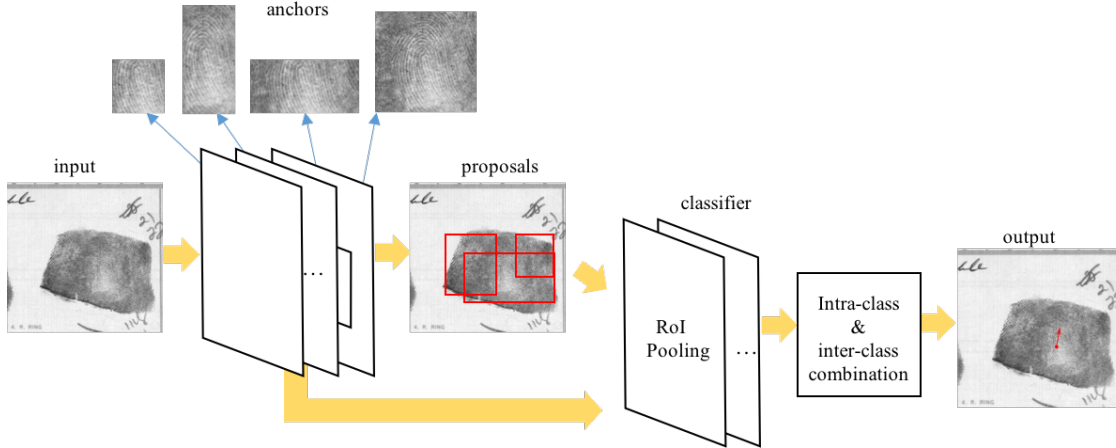 anchors
input
proposals
classifier
output
...
RoI
Pooling
...
Intra-class
&
inter-class
combination